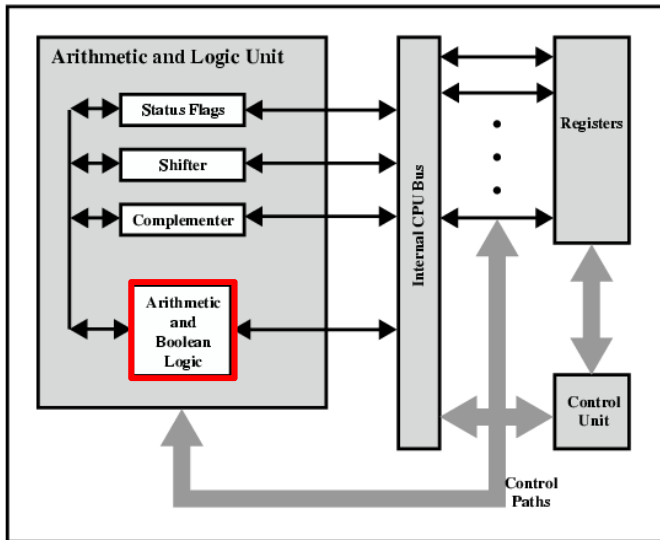 Arithmetic and Logic Unit
Status Flags
Shifter
Complementer
Arithmetic
and
Boolean
Logic
Internal CPU Bus
Registers
Control
Unit
Control
Paths